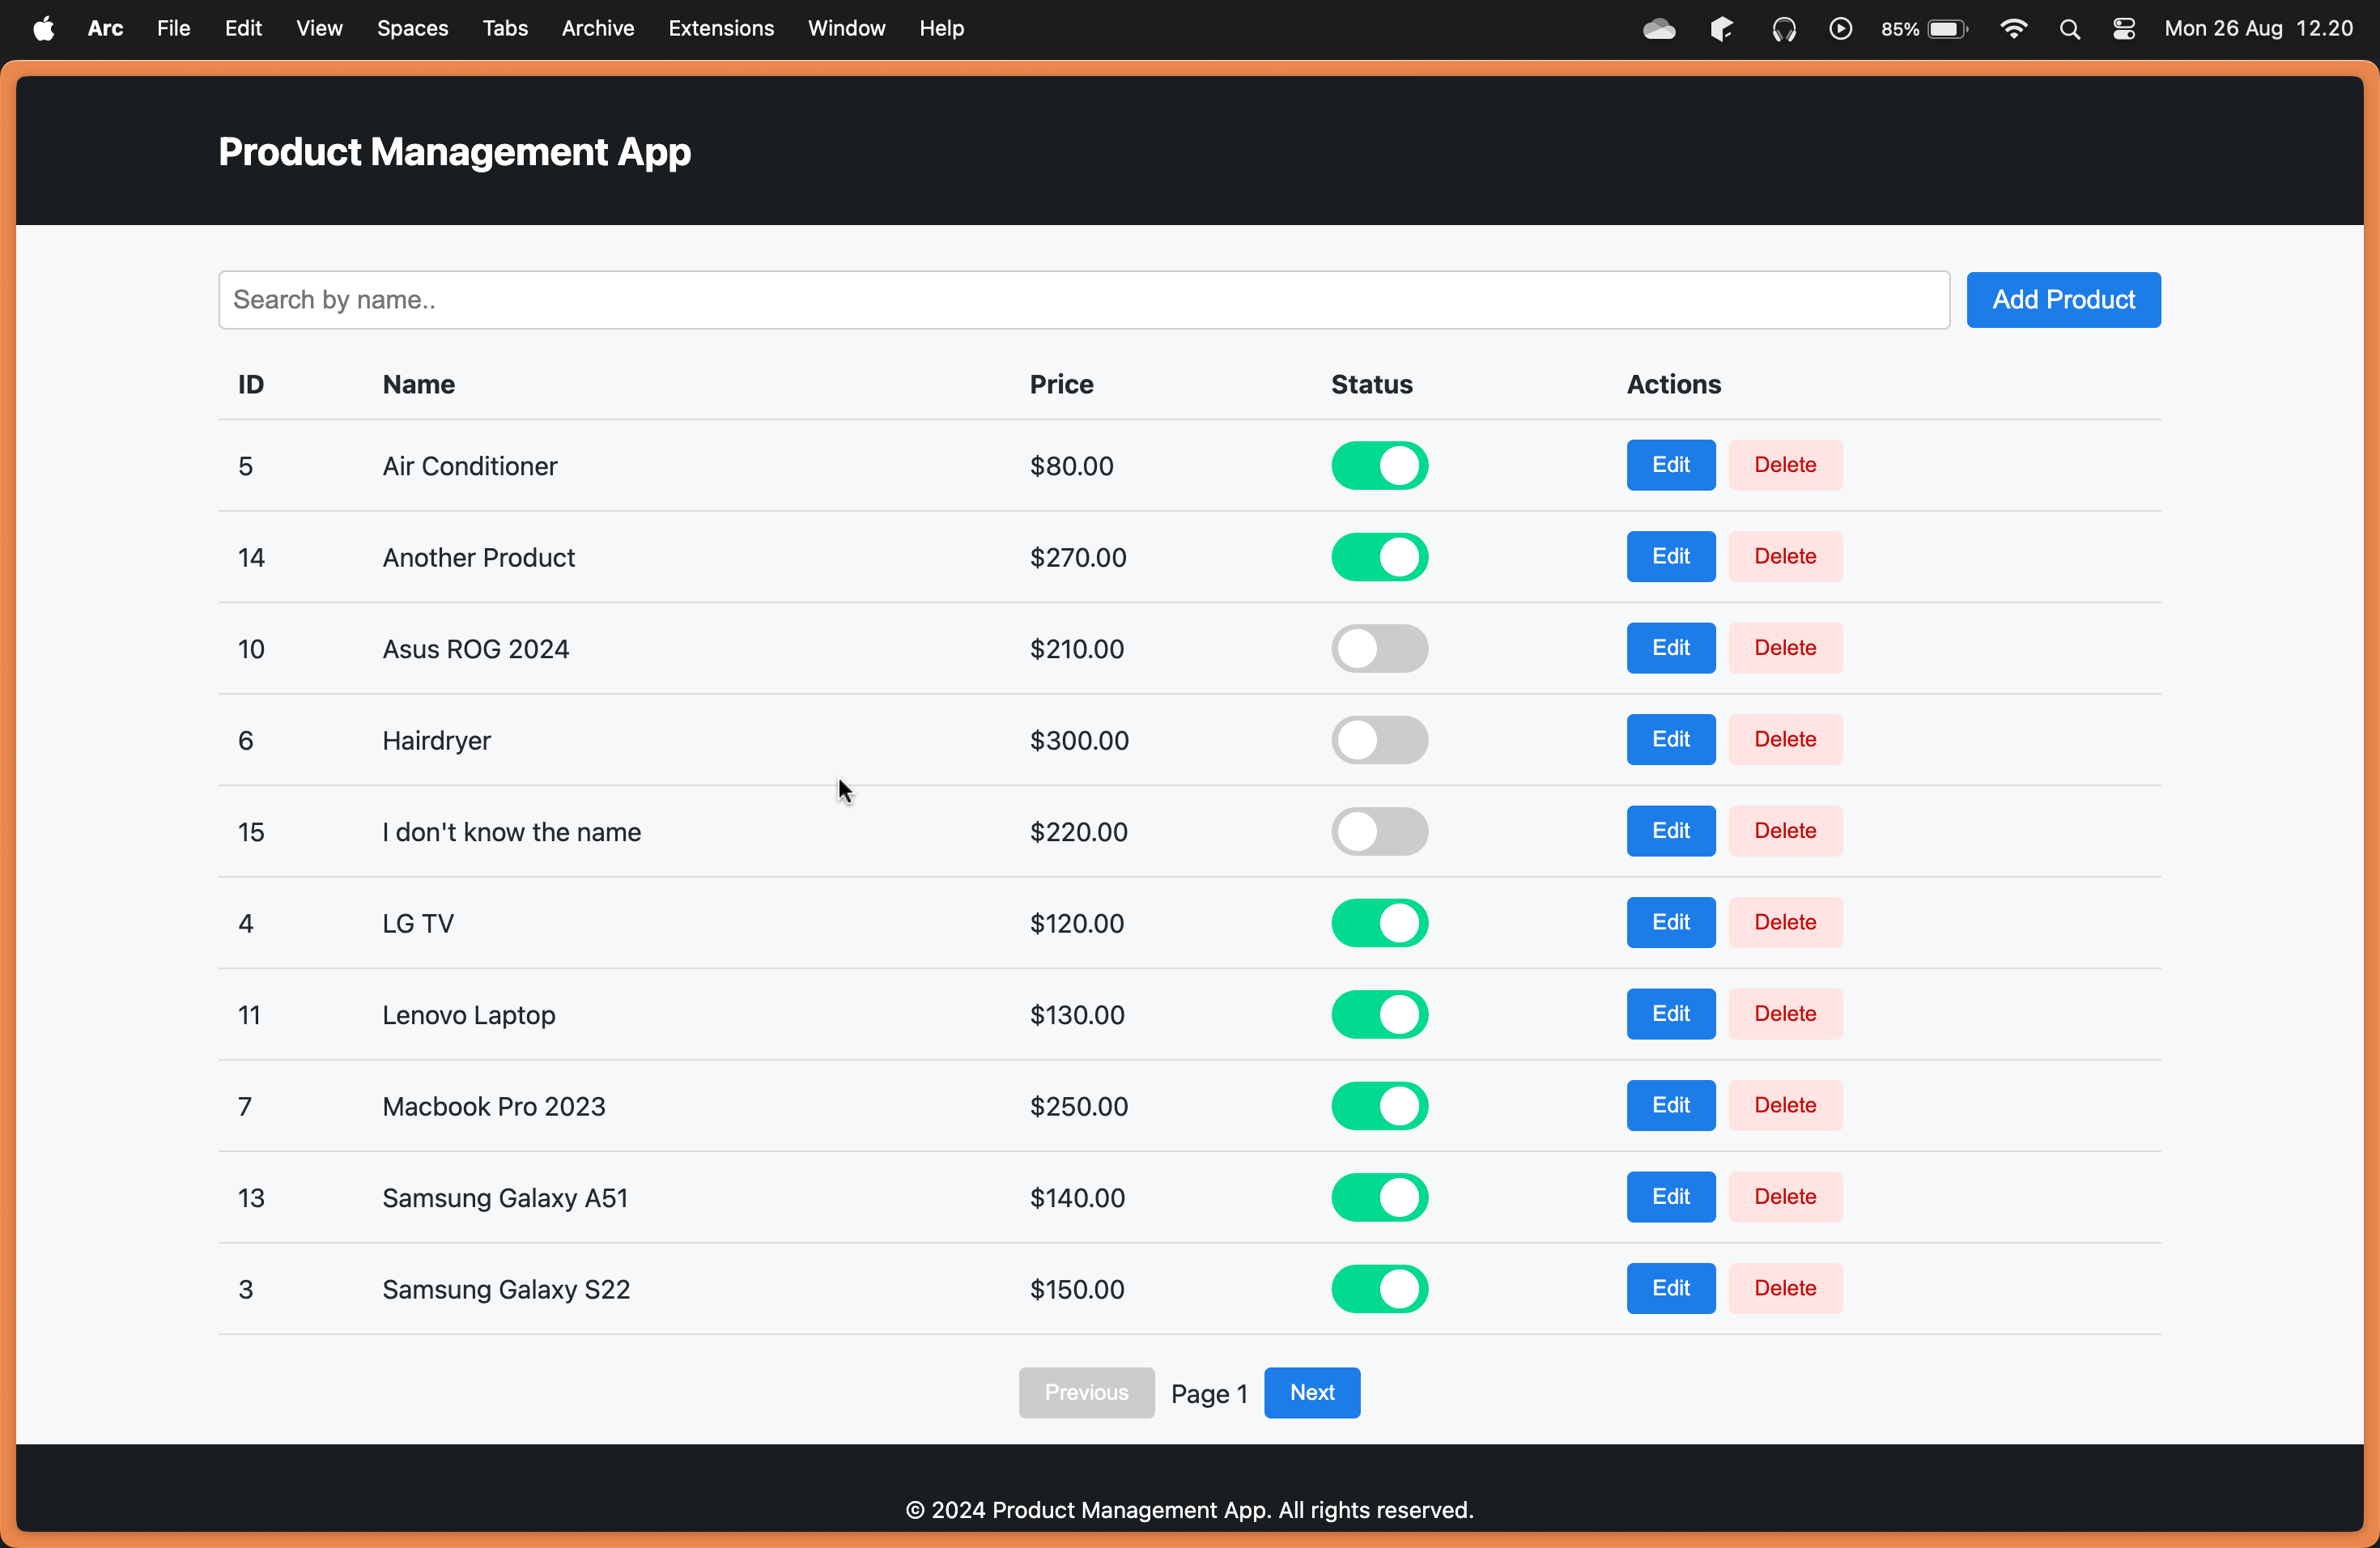 Arc File Edit View Spaces Tabs Archive Extensions Window Help 85% Mon 26 Aug 12.20
Product Management App
Search by name.. Add Product
ID Name Price Status Actions
5 Air Conditioner $80.00 Edit Delete
14 Another Product $270.00 Edit Delete
10 Asus ROG 2024 $210.00 Edit Delete
6 Hairdryer $300.00 Edit Delete
15 I don't know the name $220.00 Edit Delete
4 LG TV $120.00 Edit Delete
11 Lenovo Laptop $130.00 Edit Delete
7 Macbook Pro 2023 $250.00 Edit Delete
13 Samsung Galaxy A51 $140.00 Edit Delete
3 Samsung Galaxy S22 $150.00 Edit Delete
Previous Page 1 Next
© 2024 Product Management App. All rights reserved.